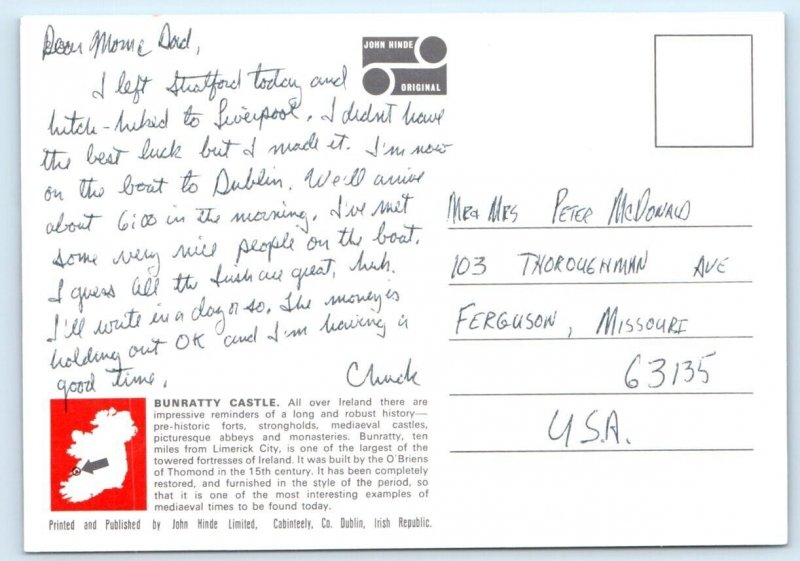 Dear Mom & Dad,
I left Stratford today and
hitch-hiked to Liverpool. I didn't have
the best luck but I made it. I'm now
on the boat to Dublin. We'll arrive
about 6:00 in the morning. I've met
some very nice people on the boat.
I guess all the Irish are great, huh.
I'll write in a day or so. The money is
holding out OK and I'm having a
good time.
Chuck
JOHN HINDE
ORIGINAL
Mr & Mrs Peter McDonald
103 Thoroughman Ave
Ferguson, Missouri
63135
U.S.A.
BUNRATTY CASTLE. All over Ireland there are
impressive reminders of a long and robust history—
pre-historic forts, strongholds, mediaeval castles,
picturesque abbeys and monasteries. Bunratty, ten
miles from Limerick City, is one of the largest of the
towered fortresses of Ireland. It was built by the O'Briens
of Thomond in the 15th century. It has been completely
restored, and furnished in the style of the period, so
that it is one of the most interesting examples of
mediaeval times to be found today.
Printed and Published by John Hinde Limited, Cabinteely, Co. Dublin, Irish Republic.